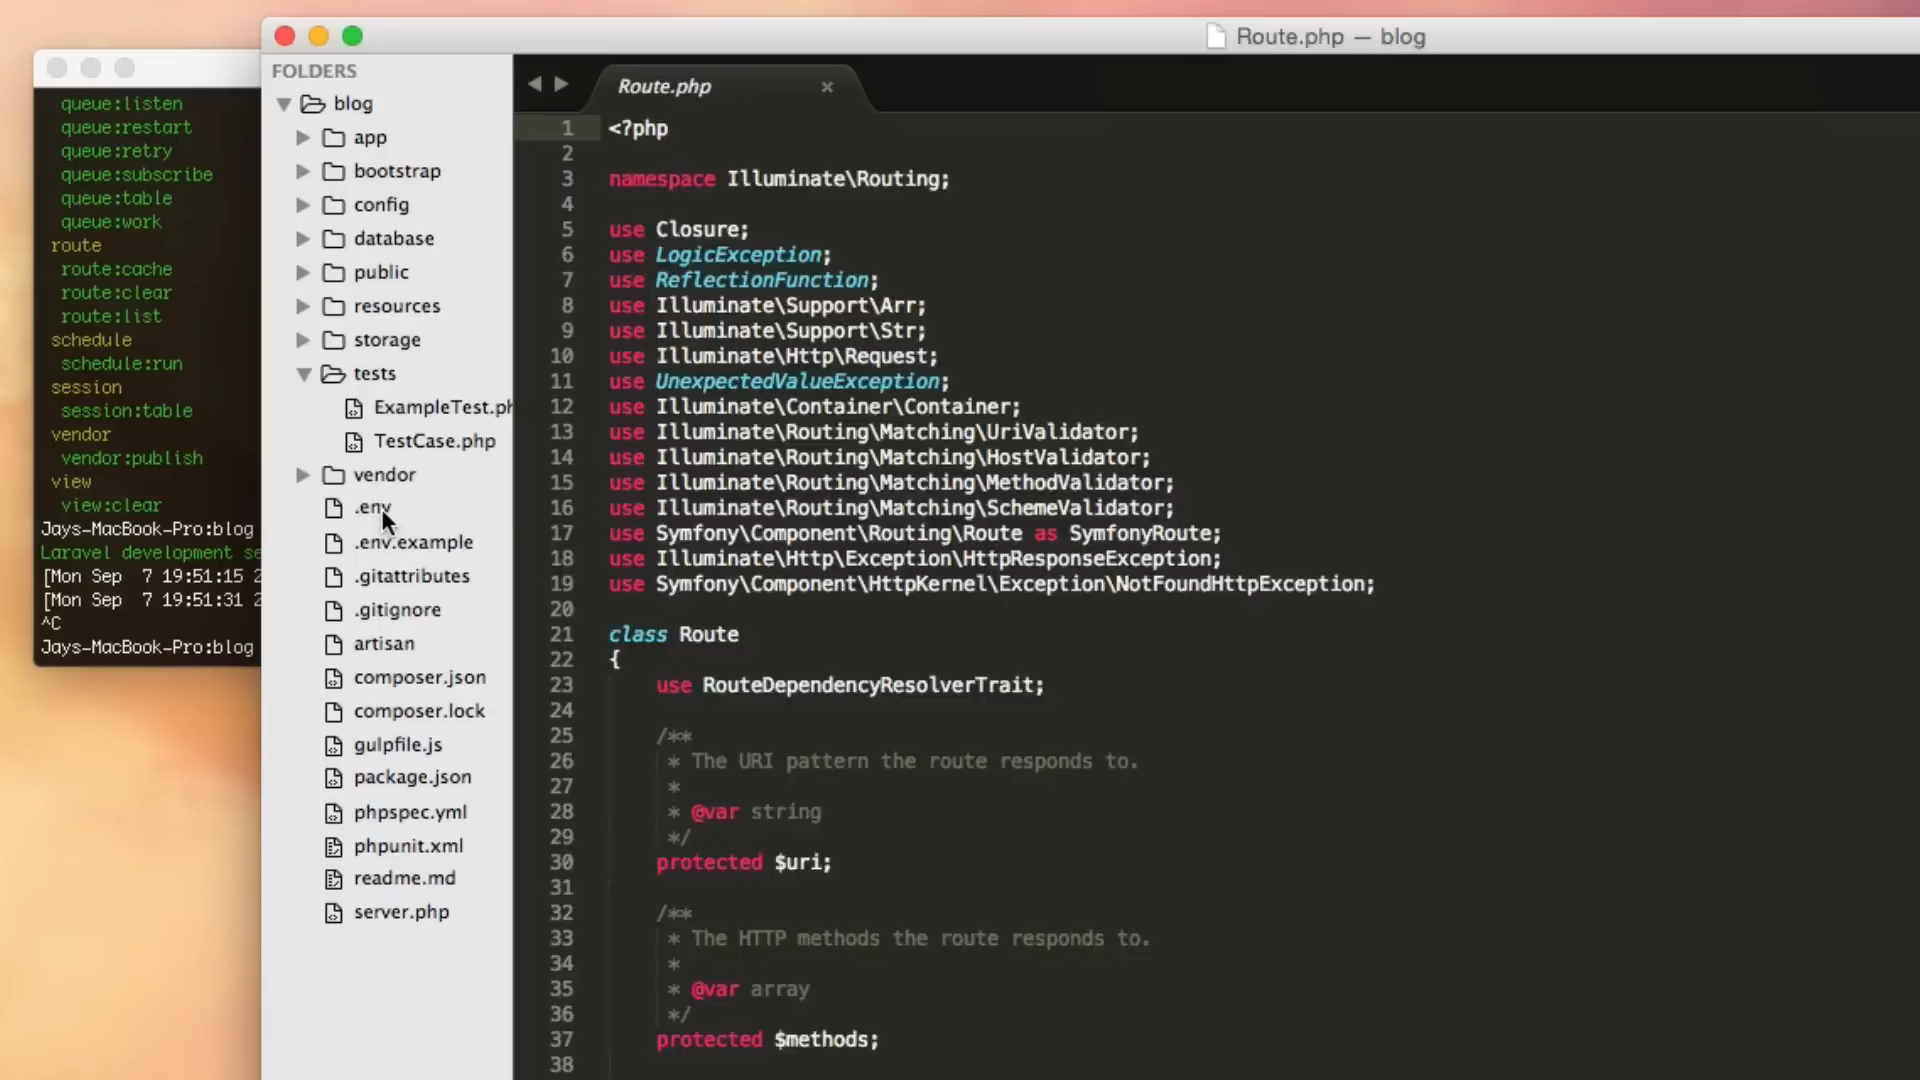 Route.php — blog
queue:listen
queue:restart
queue:retry
queue:subscribe
queue:table
queue:work
route
route:cache
route:clear
route:list
schedule
schedule:run
session
session:table
vendor
vendor:publish
view
view:clear
Jays-MacBook-Pro:blog
Laravel development se
[Mon Sep  7 19:51:15 2
[Mon Sep  7 19:51:31 2
^C
Jays-MacBook-Pro:blog
FOLDERS
blog
app
bootstrap
config
database
public
resources
storage
tests
ExampleTest.ph
TestCase.php
vendor
.env
.env.example
.gitattributes
.gitignore
artisan
composer.json
composer.lock
gulpfile.js
package.json
phpspec.yml
phpunit.xml
readme.md
server.php
Route.php ×
1 <?php
2
3 namespace Illuminate\Routing;
4
5 use Closure;
6 use LogicException;
7 use ReflectionFunction;
8 use Illuminate\Support\Arr;
9 use Illuminate\Support\Str;
10 use Illuminate\Http\Request;
11 use UnexpectedValueException;
12 use Illuminate\Container\Container;
13 use Illuminate\Routing\Matching\UriValidator;
14 use Illuminate\Routing\Matching\HostValidator;
15 use Illuminate\Routing\Matching\MethodValidator;
16 use Illuminate\Routing\Matching\SchemeValidator;
17 use Symfony\Component\Routing\Route as SymfonyRoute;
18 use Illuminate\Http\Exception\HttpResponseException;
19 use Symfony\Component\HttpKernel\Exception\NotFoundHttpException;
20
21 class Route
22 {
23     use RouteDependencyResolverTrait;
24
25     /**
26      * The URI pattern the route responds to.
27      *
28      * @var string
29      */
30     protected $uri;
31
32     /**
33      * The HTTP methods the route responds to.
34      *
35      * @var array
36      */
37     protected $methods;
38